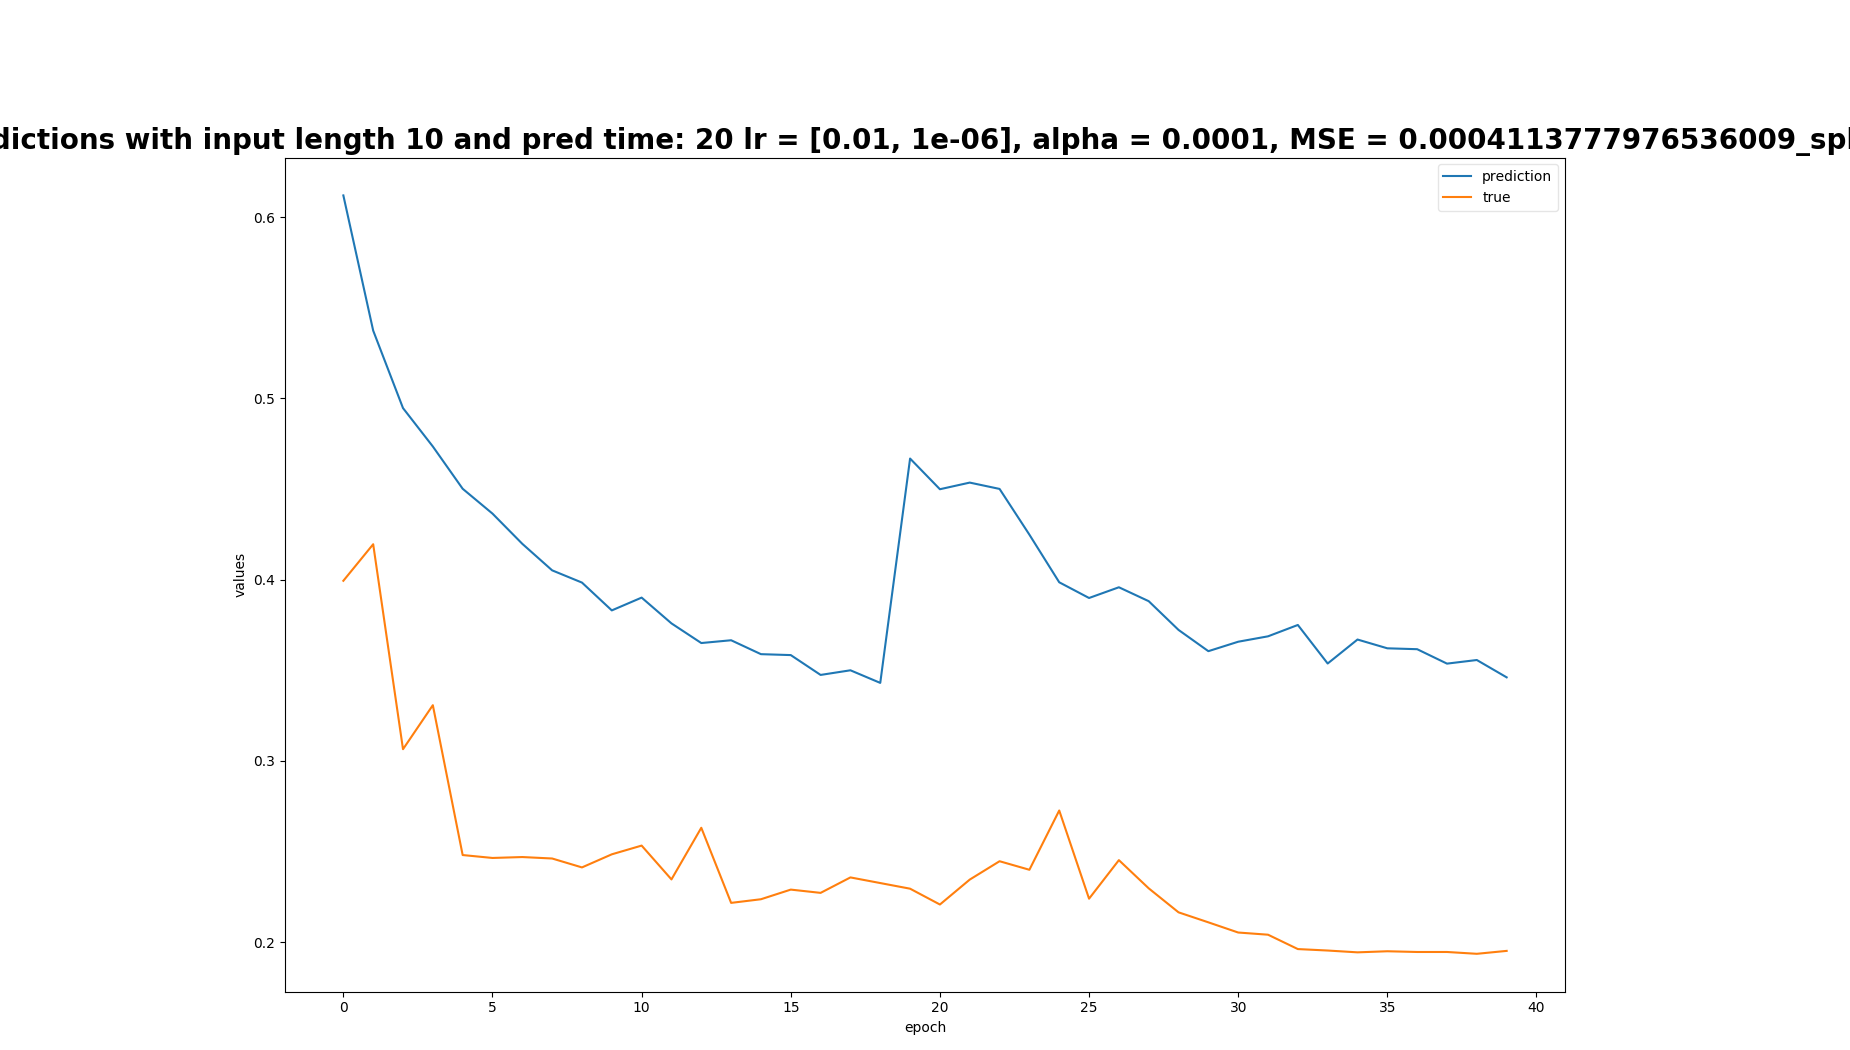 dictions with input length 10 and pred time: 20 lr = [0.01, 1e-06], alpha = 0.0001, MSE = 0.0004113777976536009_spl
prediction
true
0.6
0.5
0.4
0.3
0.2
values
0 5 10 15 20 25 30 35 40
epoch